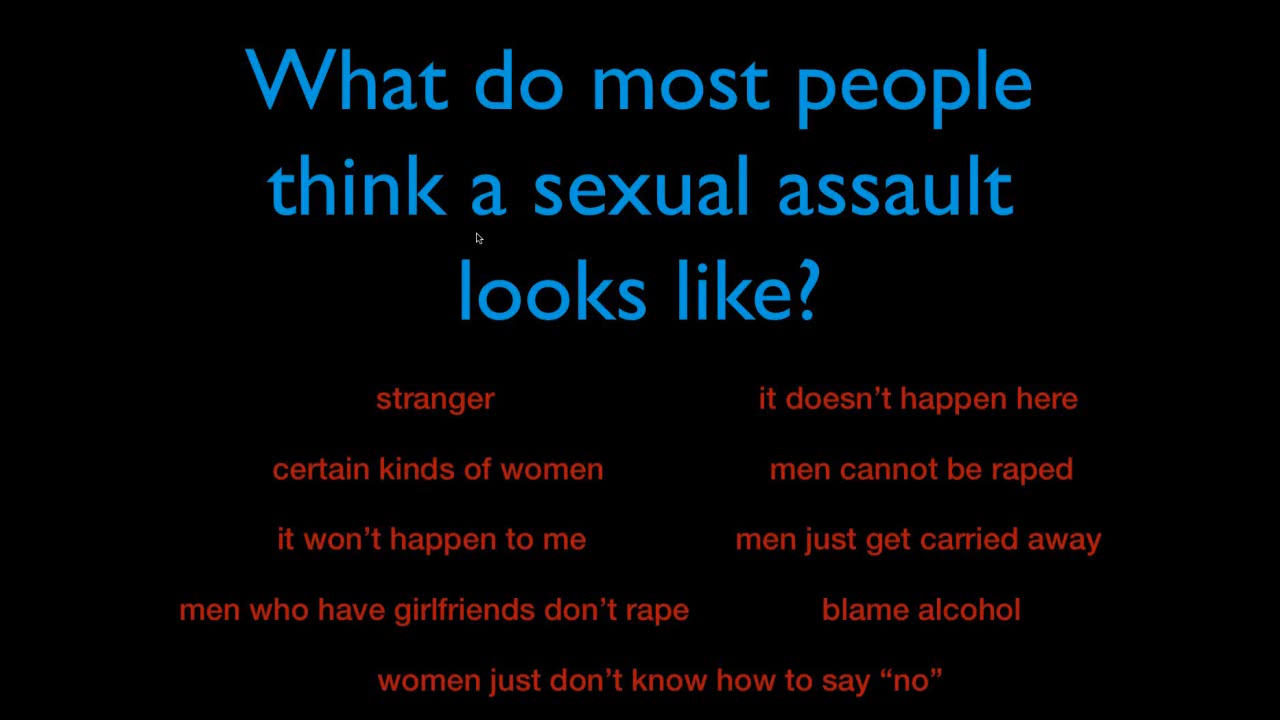 What do most people
think a sexual assault
looks like?
stranger
it doesn’t happen here
certain kinds of women
men cannot be raped
it won’t happen to me
men just get carried away
men who have girlfriends don’t rape
blame alcohol
women just don’t know how to say “no”